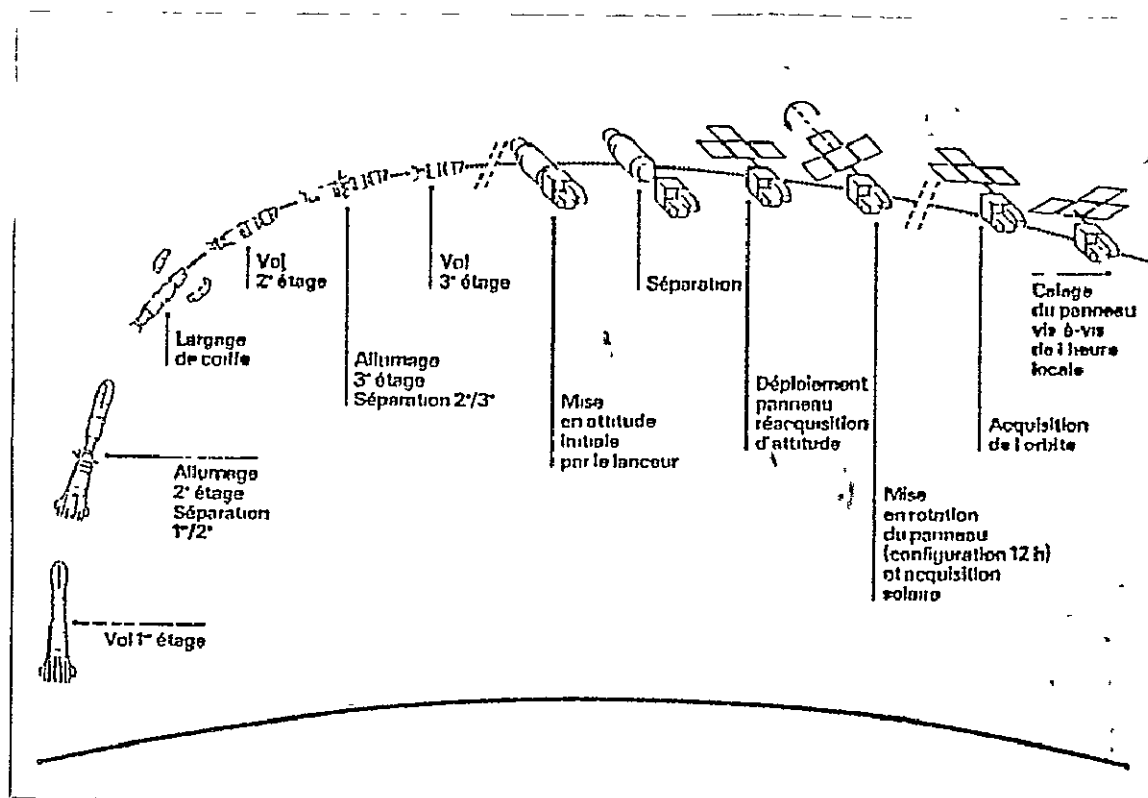 Vol 1er étage
Allumage
2e étage
Séparation
1er/2e
Largage
de coiffe
Vol
2e étage
Allumage
3e étage
Séparation 2e/3e
Vol
3e étage
Mise
en attitude
initiale
par le lanceur
Séparation
Déploiement
panneau
réacquisition
d'attitude
Mise
en rotation
du panneau
(configuration 12 h)
et acquisition
solaire
Acquisition
de l'orbite
Calage
du panneau
vis à-vis
de l'heure
locale